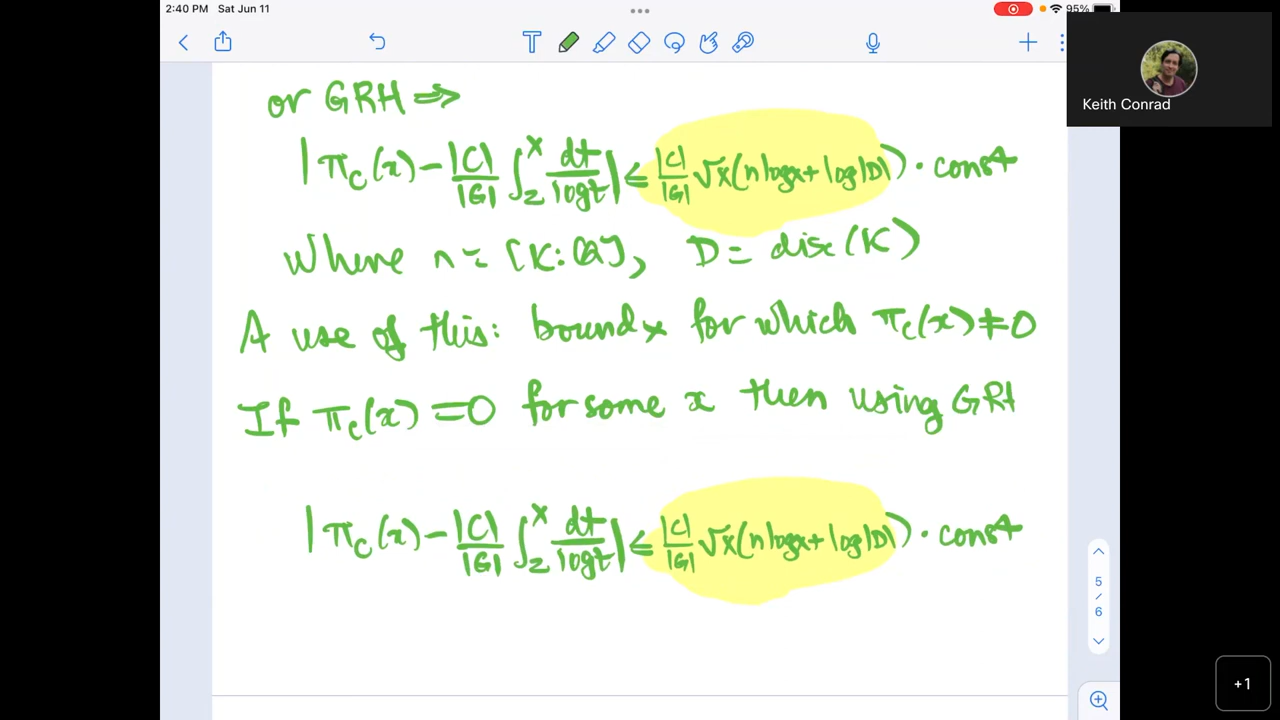 2:40 PM Sat Jun 11
95%
Keith Conrad
or GRH ⇒
|π_C(x) − |C|/|G| ∫_2^x dt/log t| ≤ |C|/|G| √x (n log x + log|D|) · const
where n = [K:Q], D = disc(K)
A use of this: bound x for which π_C(x) ≠ 0
If π_C(x) = 0 for some x then using GRH
|π_C(x) − |C|/|G| ∫_2^x dt/log t| ≤ |C|/|G| √x (n log x + log|D|) · const
5
/
6
+1